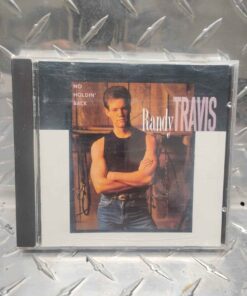 NO
HOLDIN'
BACK
Randy TRAVIS